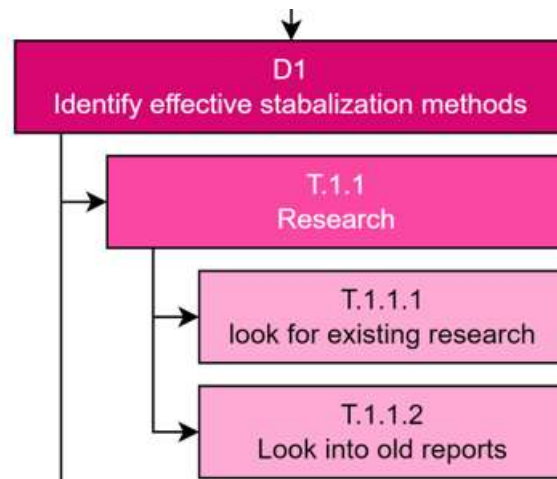 D1
Identify effective stabalization methods
T.1.1
Research
T.1.1.1
look for existing research
T.1.1.2
Look into old reports